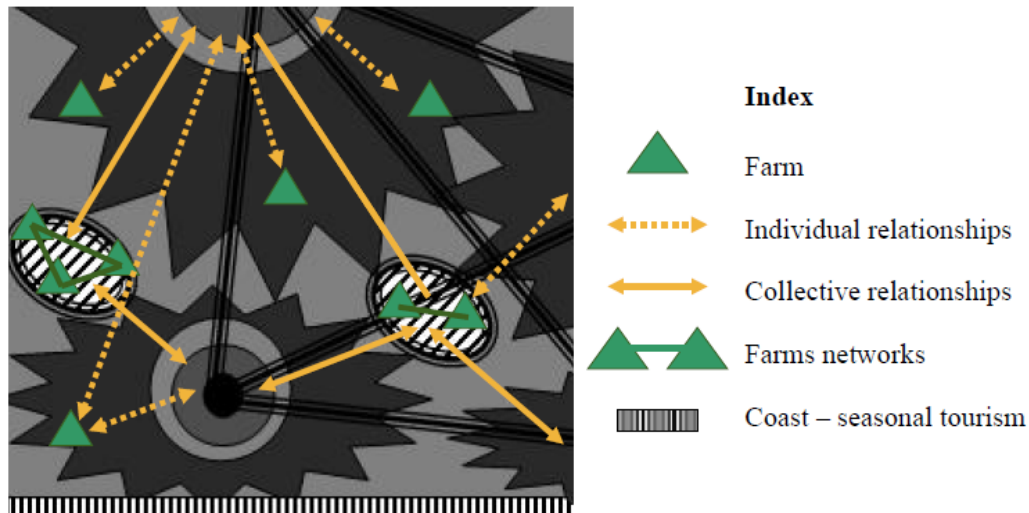 Index
Farm
Individual relationships
Collective relationships
Farms networks
Coast – seasonal tourism